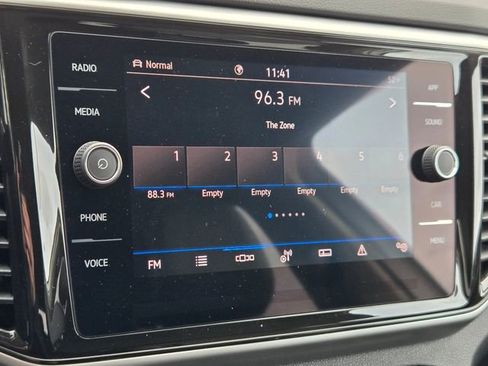 RADIO
MEDIA
PHONE
VOICE
Normal
11:41
96.3 FM
The Zone
1 2 3 4 5 6
88.3 FM Empty Empty Empty Empty Empty
FM
APP
SOUND
CAR
MENU